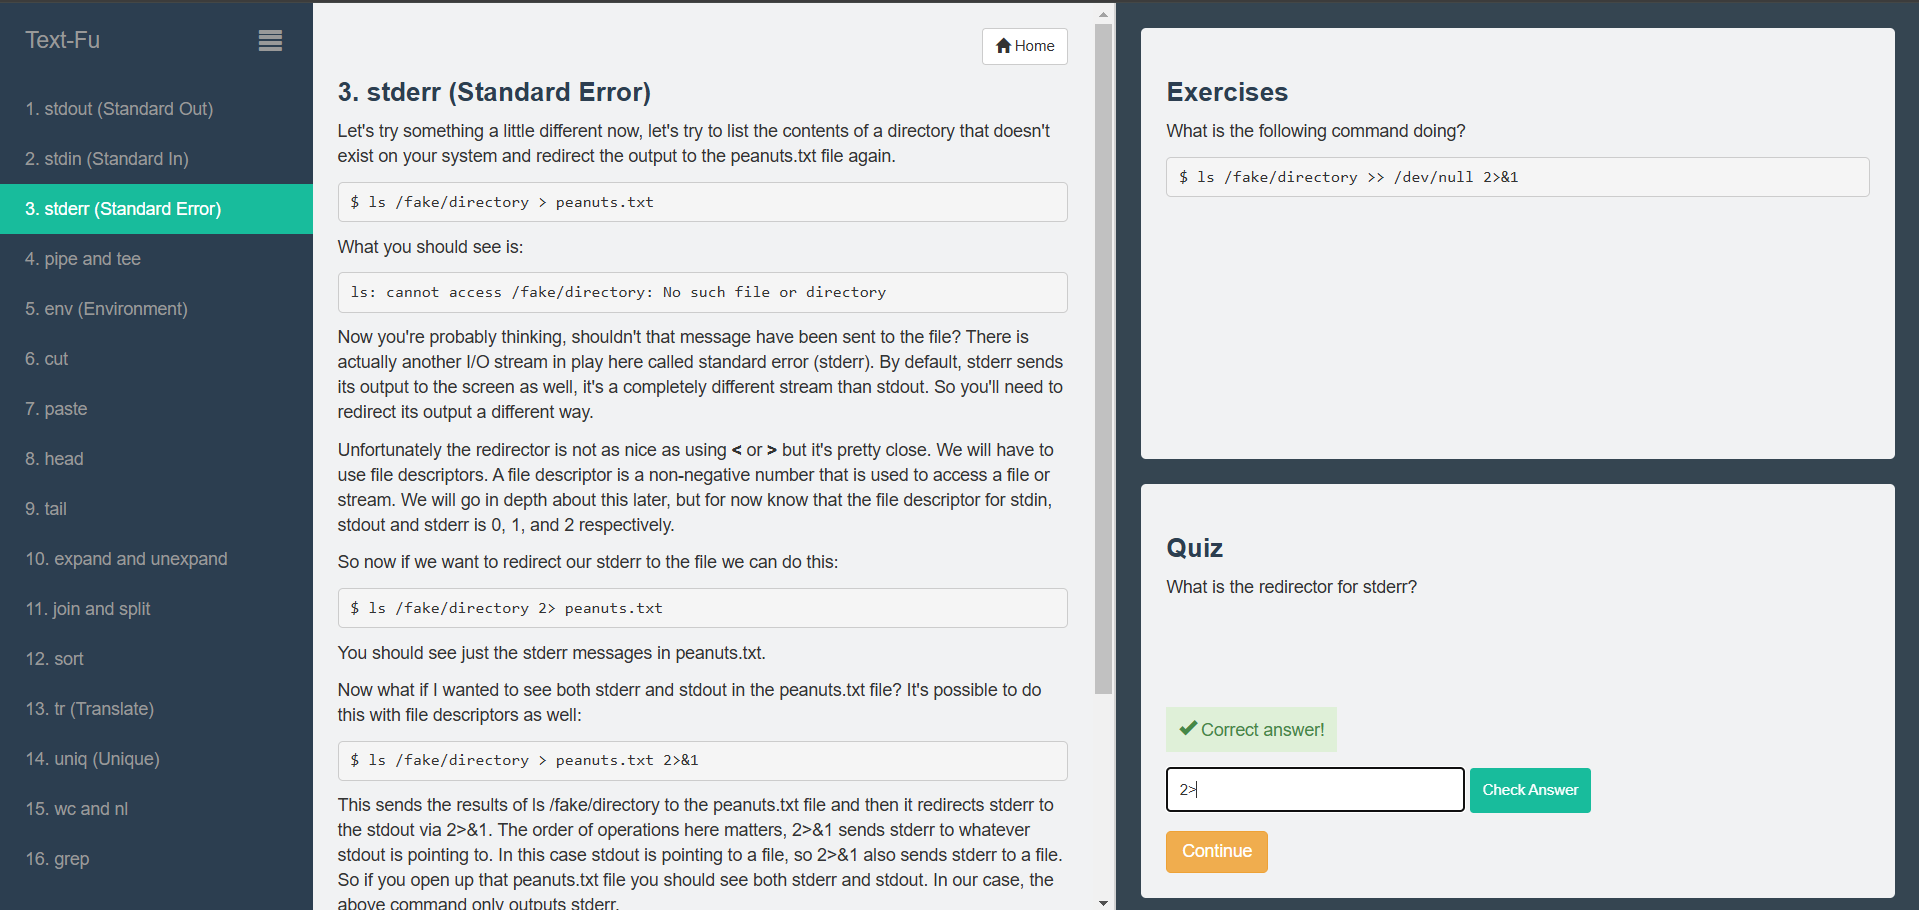 Text-Fu
1. stdout (Standard Out)
2. stdin (Standard In)
3. stderr (Standard Error)
4. pipe and tee
5. env (Environment)
6. cut
7. paste
8. head
9. tail
10. expand and unexpand
11. join and split
12. sort
13. tr (Translate)
14. uniq (Unique)
15. wc and nl
16. grep
Home
3. stderr (Standard Error)
Let's try something a little different now, let's try to list the contents of a directory that doesn't
exist on your system and redirect the output to the peanuts.txt file again.
$ ls /fake/directory > peanuts.txt
What you should see is:
ls: cannot access /fake/directory: No such file or directory
Now you're probably thinking, shouldn't that message have been sent to the file? There is
actually another I/O stream in play here called standard error (stderr). By default, stderr sends
its output to the screen as well, it's a completely different stream than stdout. So you'll need to
redirect its output a different way.
Unfortunately the redirector is not as nice as using < or > but it's pretty close. We will have to
use file descriptors. A file descriptor is a non-negative number that is used to access a file or
stream. We will go in depth about this later, but for now know that the file descriptor for stdin,
stdout and stderr is 0, 1, and 2 respectively.
So now if we want to redirect our stderr to the file we can do this:
$ ls /fake/directory 2> peanuts.txt
You should see just the stderr messages in peanuts.txt.
Now what if I wanted to see both stderr and stdout in the peanuts.txt file? It's possible to do
this with file descriptors as well:
$ ls /fake/directory > peanuts.txt 2>&1
This sends the results of ls /fake/directory to the peanuts.txt file and then it redirects stderr to
the stdout via 2>&1. The order of operations here matters, 2>&1 sends stderr to whatever
stdout is pointing to. In this case stdout is pointing to a file, so 2>&1 also sends stderr to a file.
So if you open up that peanuts.txt file you should see both stderr and stdout. In our case, the
above command only outputs stderr.
Exercises
What is the following command doing?
$ ls /fake/directory >> /dev/null 2>&1
Quiz
What is the redirector for stderr?
Correct answer!
2>
Check Answer
Continue